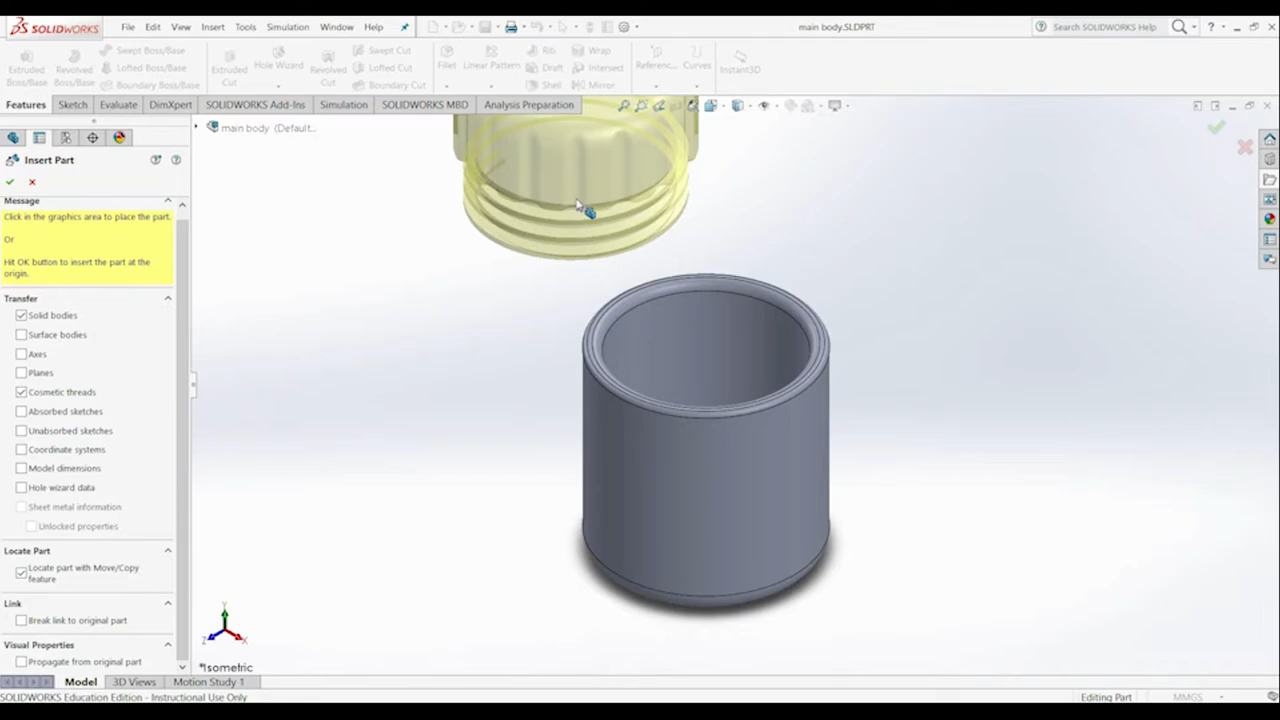 SOLIDWORKS File Edit View Insert Tools Simulation Window Help main body.SLDPRT Search SOLIDWORKS Help ?
Extruded Boss/Base
Revolved Boss/Base
Swept Boss/Base
Lofted Boss/Base
Boundary Boss/Base
Extruded Cut
Hole Wizard
Revolved Cut
Swept Cut
Lofted Cut
Boundary Cut
Fillet
Linear Pattern
Rib
Draft
Shell
Wrap
Intersect
Mirror
Referenc...
Curves
Instant3D
Features Sketch Evaluate DimXpert SOLIDWORKS Add-Ins Simulation SOLIDWORKS MBD Analysis Preparation
main body (Default...
Insert Part
Message
Click in the graphics area to place the part.
Or
Hit OK button to insert the part at the
origin.
Transfer
Solid bodies
Surface bodies
Axes
Planes
Cosmetic threads
Absorbed sketches
Unabsorbed sketches
Coordinate systems
Model dimensions
Hole wizard data
Sheet metal information
Unlocked properties
Locate Part
Locate part with Move/Copy
feature
Link
Break link to original part
Visual Properties
Propagate from original part
Y
Z
X
*Isometric
Model 3D Views Motion Study 1
SOLIDWORKS Education Edition - Instructional Use Only Editing Part MMGS